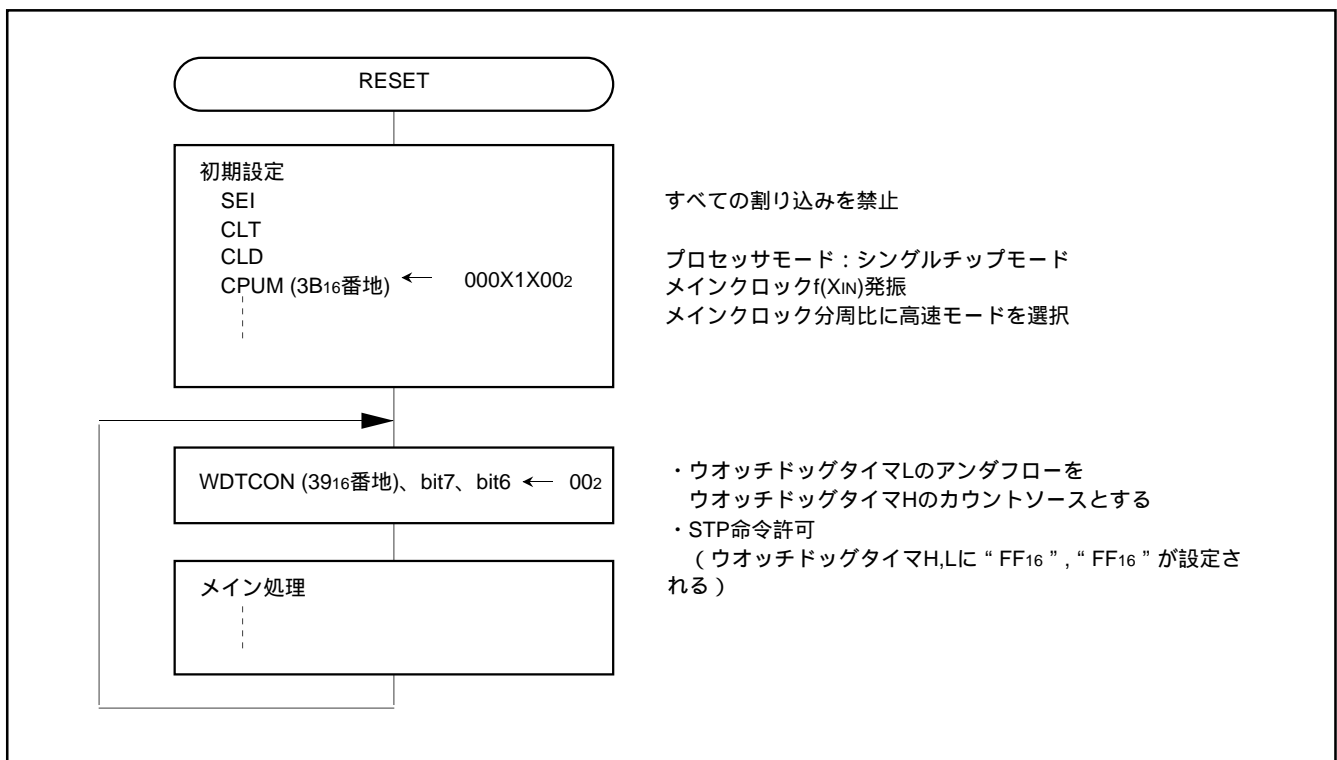 RESET
初期設定
SEI
CLT
CLD
CPUM (3B16番地) ← 000X1X002
すべての割り込みを禁止
プロセッサモード：シングルチップモード
メインクロックf(XIN)発振
メインクロック分周比に高速モードを選択
WDTCON (3916番地)、bit7、bit6 ← 002
・ウオッチドッグタイマLのアンダフローを
ウオッチドッグタイマHのカウントソースとする
・STP命令許可
（ウオッチドッグタイマH,Lに“FF16”,“FF16”が設定さ
れる）
メイン処理